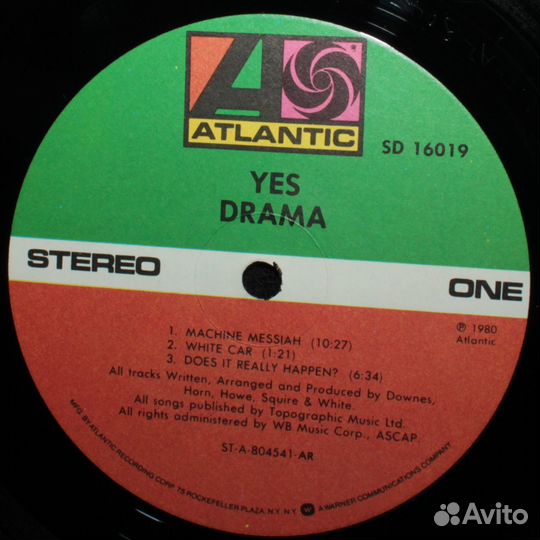 ATLANTIC
SD 16019
YES
DRAMA
STEREO
ONE
℗ 1980
Atlantic
1. MACHINE MESSIAH (10:27)
2. WHITE CAR (1:21)
3. DOES IT REALLY HAPPEN? (6:34)
All tracks Written, Arranged and Produced by Downes,
Horn, Howe, Squire & White.
All songs published by Topographic Music Ltd.
All rights administered by WB Music Corp., ASCAP.
ST-A-804541-AR
MFG. BY ATLANTIC RECORDING CORP. 75 ROCKEFELLER PLAZA, N.Y. N.Y. A WARNER COMMUNICATIONS COMPANY
Avito